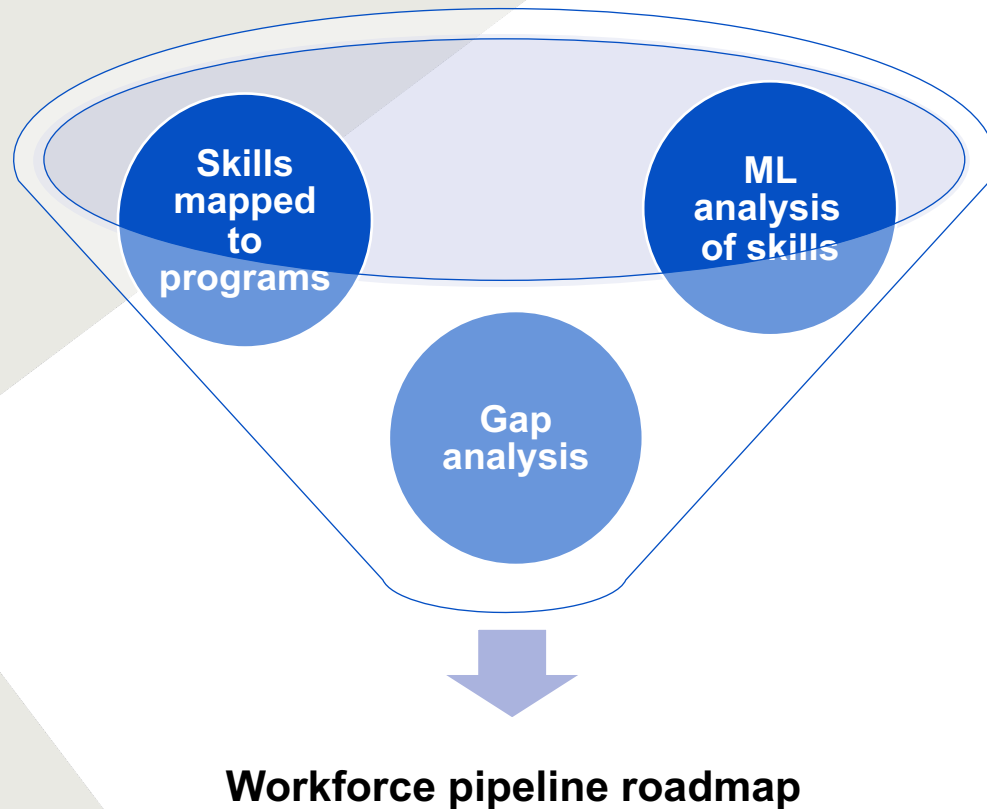 Skills
mapped
to
programs
ML
analysis
of skills
Gap
analysis
Workforce pipeline roadmap